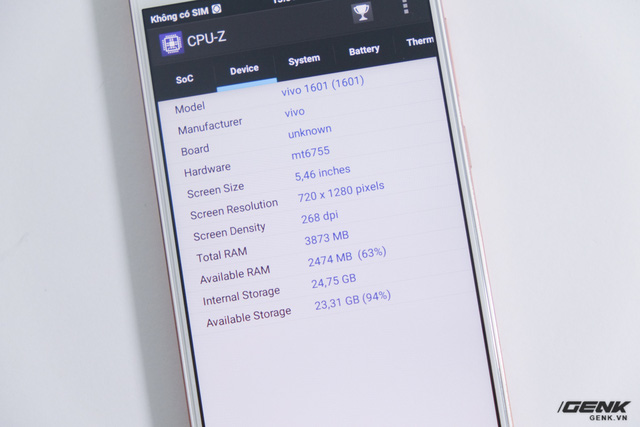 Không có SIM
CPU-Z
SoC Device System Battery Therm
Model vivo 1601 (1601)
Manufacturer vivo
Board unknown
Hardware mt6755
Screen Size 5,46 inches
Screen Resolution 720 x 1280 pixels
Screen Density 268 dpi
Total RAM 3873 MB
Available RAM 2474 MB (63%)
Internal Storage 24,75 GB
Available Storage 23,31 GB (94%)
/GENK
GENK.VN